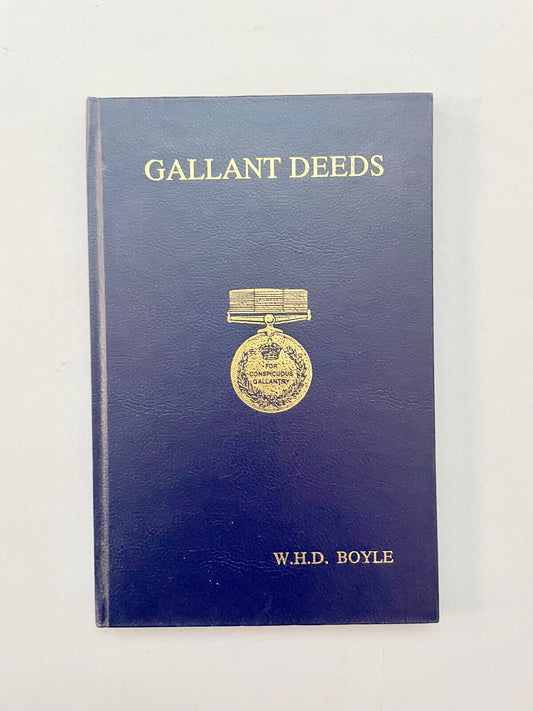 GALLANT DEEDS
FOR
CONSPICUOUS
GALLANTRY
W.H.D. BOYLE